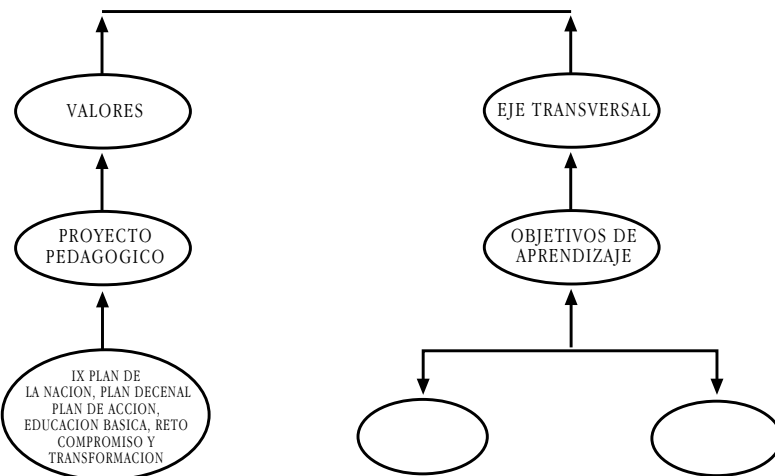 VALORES
EJE TRANSVERSAL
PROYECTO
PEDAGOGICO
OBJETIVOS DE
APRENDIZAJE
IX PLAN DE
LA NACION, PLAN DECENAL
PLAN DE ACCION,
EDUCACION BASICA, RETO
COMPROMISO Y
TRANSFORMACION